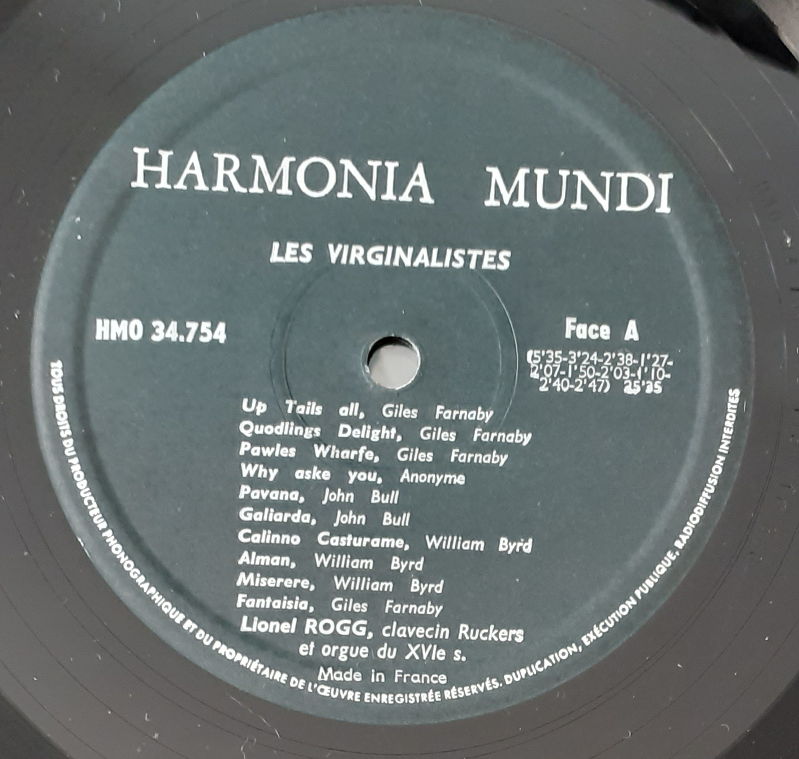 HARMONIA MUNDI
LES VIRGINALISTES
HMO 34.754
Face A
(5'35-3'24-2'38-1'27-
2'07-1'50-2'03-1'10-
2'40-2'47) 25'35
Up Tails all, Giles Farnaby
Quodlings Delight, Giles Farnaby
Pawles Wharfe, Giles Farnaby
Why aske you, Anonyme
Pavana, John Bull
Galiarda, John Bull
Calinno Casturame, William Byrd
Alman, William Byrd
Miserere, William Byrd
Fantaisia, Giles Farnaby
Lionel ROGG, clavecin Ruckers
et orgue du XVIe s.
Made in France
TOUS DROITS DU PRODUCTEUR PHONOGRAPHIQUE ET DU PROPRIÉTAIRE DE L'ŒUVRE ENREGISTRÉE RÉSERVÉS. DUPLICATION, EXÉCUTION PUBLIQUE, RADIODIFFUSION INTERDITES